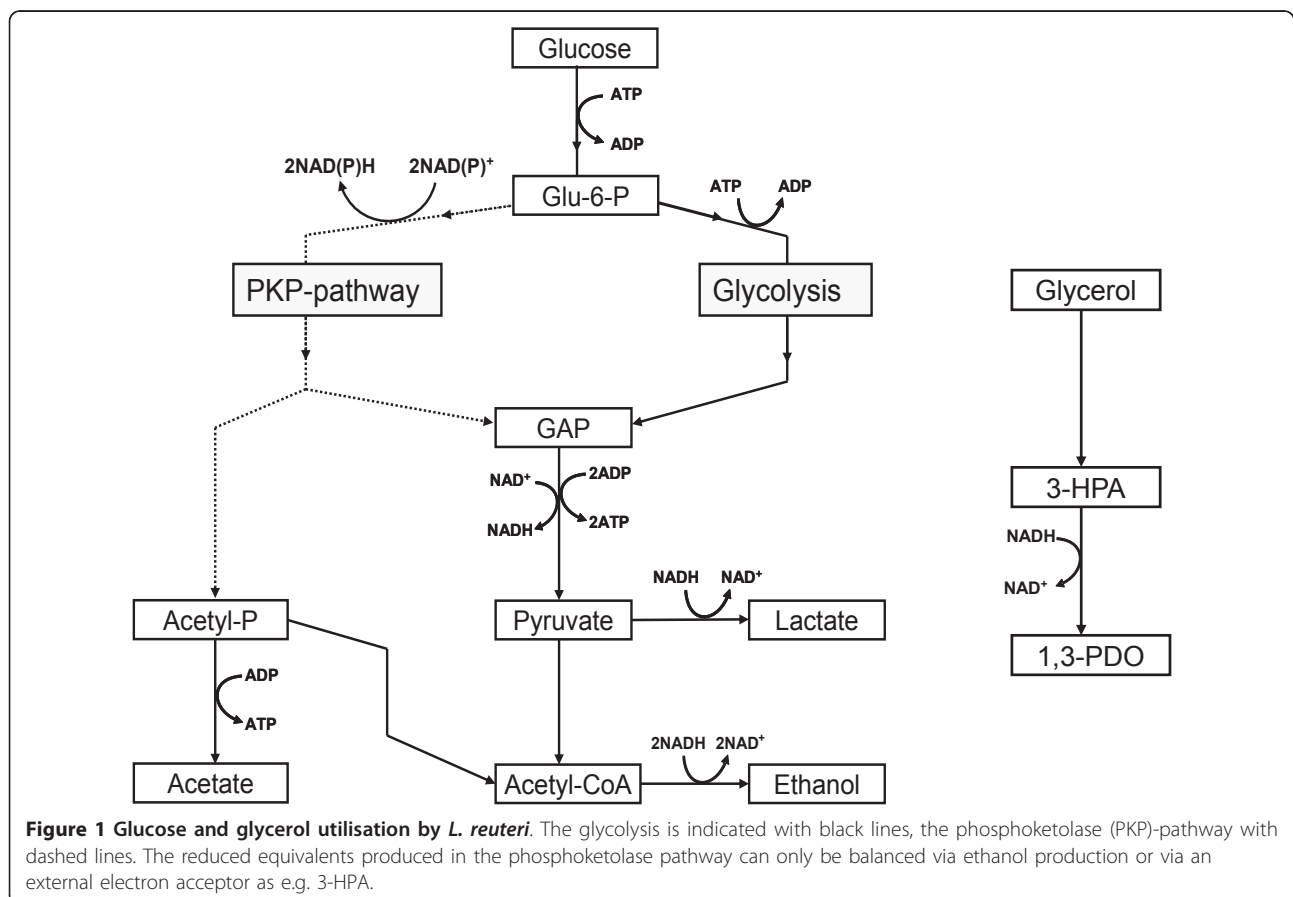 Glucose
ATP
ADP
2NAD(P)H 2NAD(P)⁺
Glu-6-P
ATP ADP
PKP-pathway
Glycolysis
Glycerol
GAP
NAD⁺
2ADP
NADH
2ATP
3-HPA
NADH
NAD⁺
NADH NAD⁺
Acetyl-P
Pyruvate
Lactate
1,3-PDO
ADP
ATP
2NADH 2NAD⁺
Acetate
Acetyl-CoA
Ethanol
Figure 1 Glucose and glycerol utilisation by L. reuteri. The glycolysis is indicated with black lines, the phosphoketolase (PKP)-pathway with
dashed lines. The reduced equivalents produced in the phosphoketolase pathway can only be balanced via ethanol production or via an
external electron acceptor as e.g. 3-HPA.